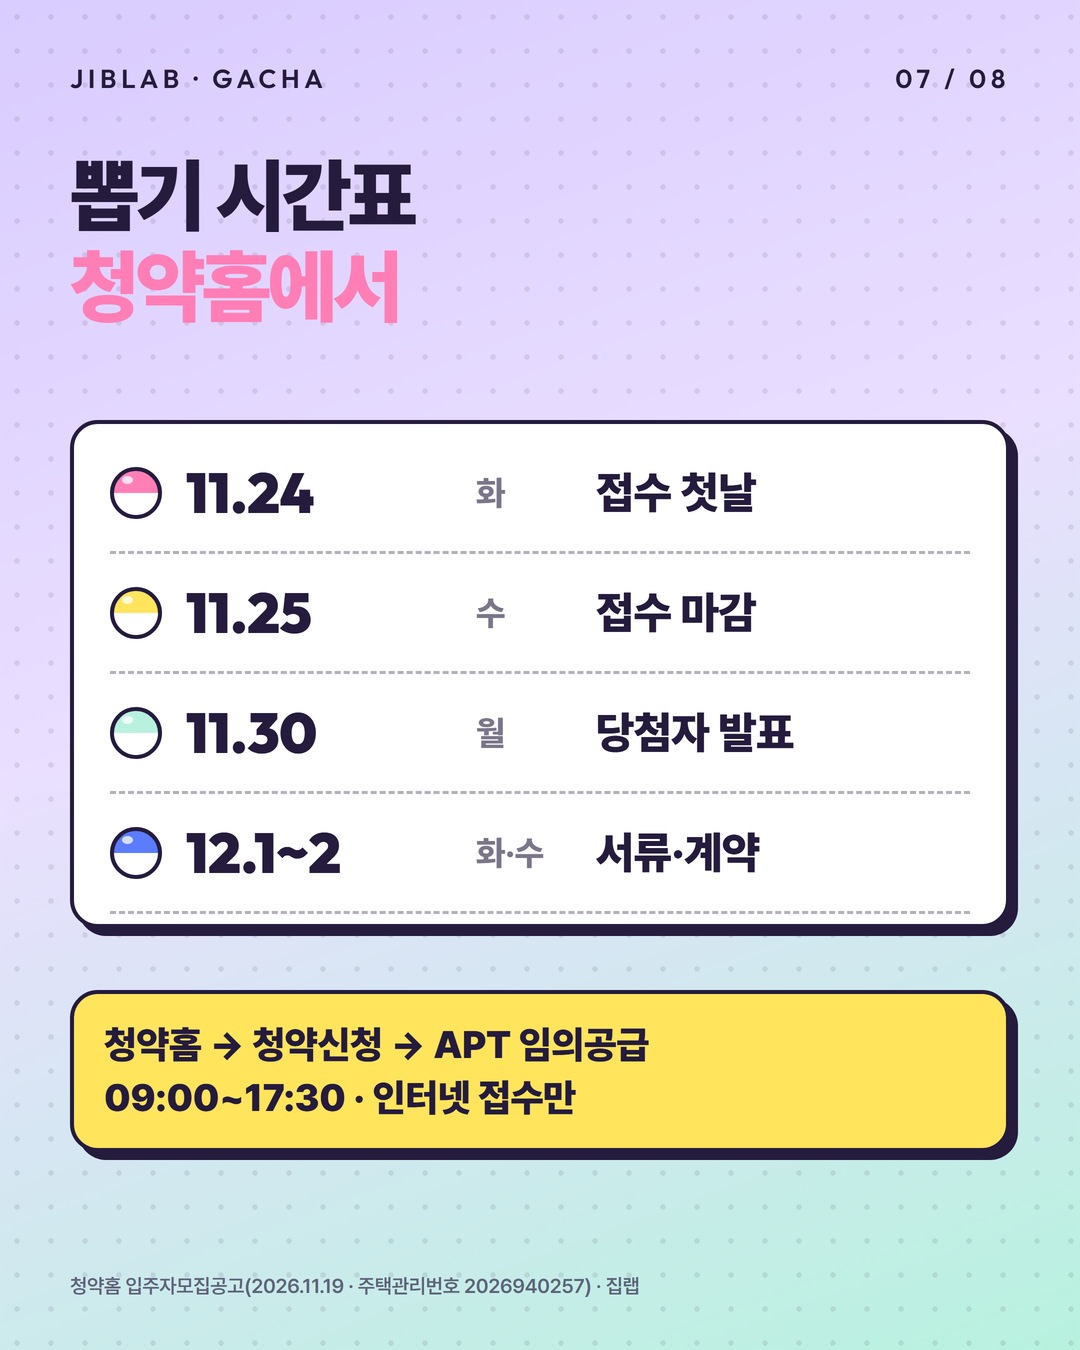 JIBLAB · GACHA
07 / 08
뽑기 시간표
청약홈에서
11.24 화 접수 첫날
11.25 수 접수 마감
11.30 월 당첨자 발표
12.1~2 화·수 서류·계약
청약홈 → 청약신청 → APT 임의공급
09:00~17:30 · 인터넷 접수만
청약홈 입주자모집공고(2026.11.19 · 주택관리번호 2026940257) · 집랩